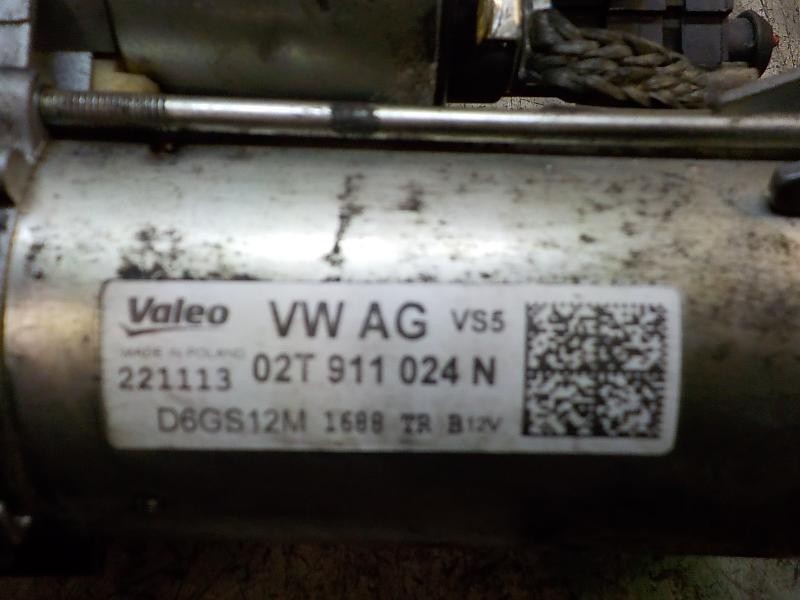 Valeo VW AG VS5
MADE IN POLAND
221113 02T 911 024 N
D6GS12M 1688 TR B12V